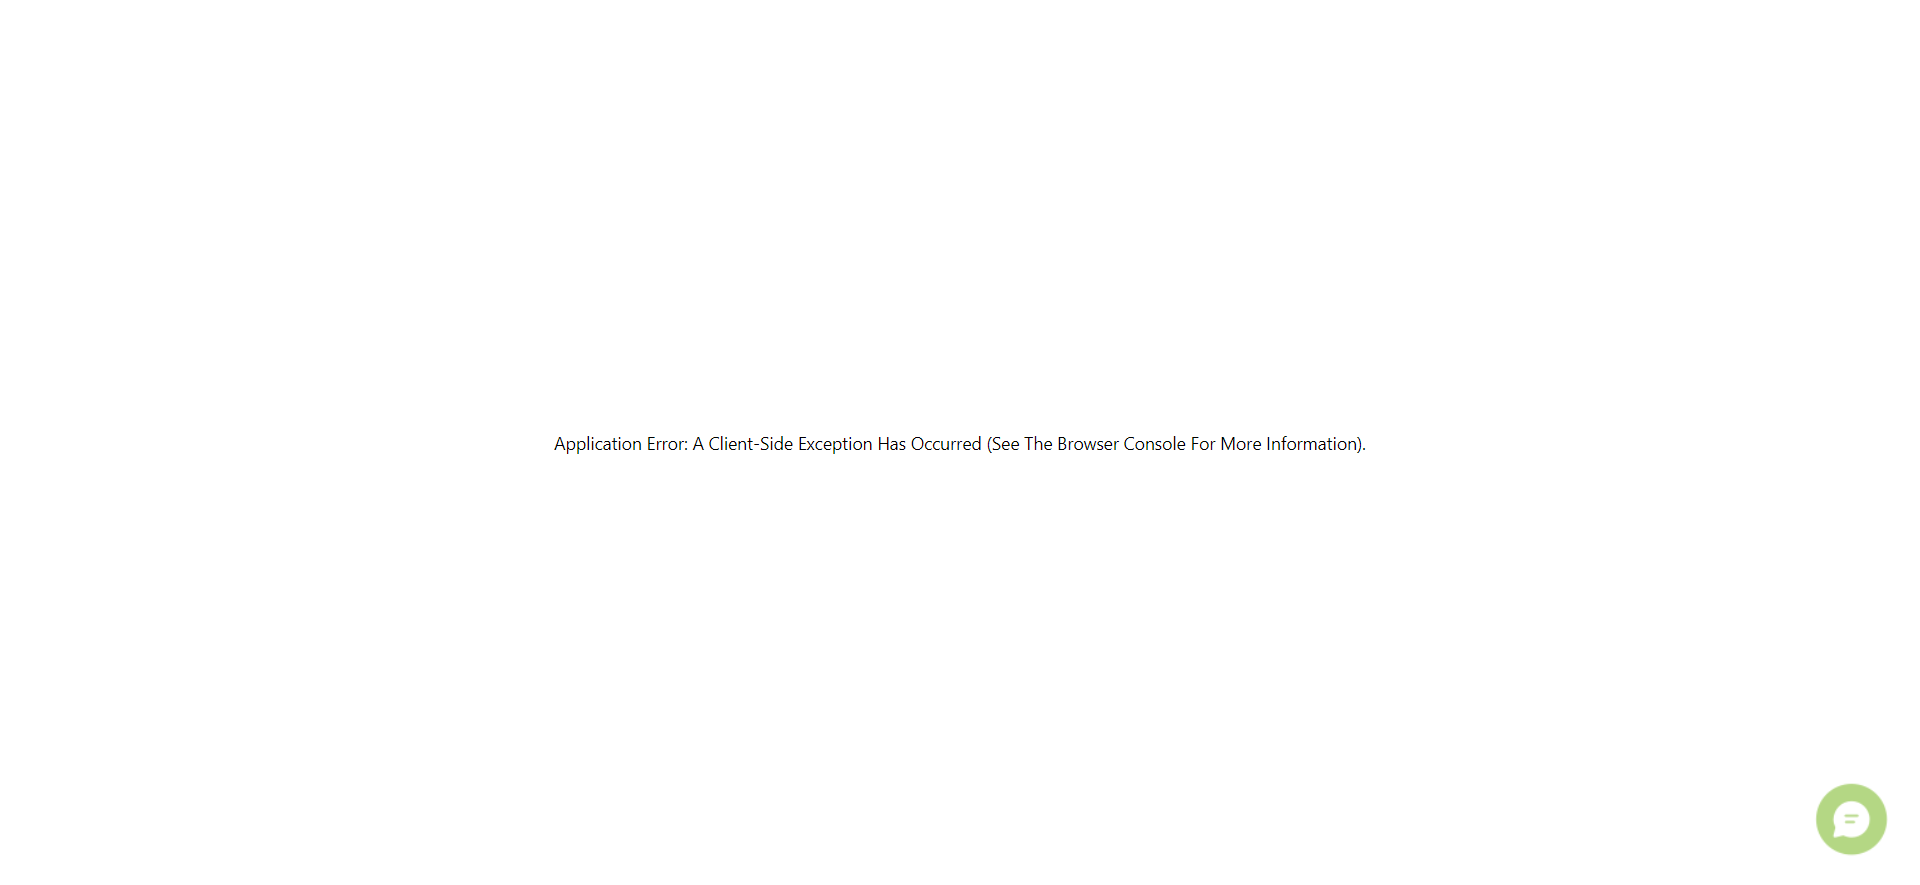 Application Error: A Client-Side Exception Has Occurred (See The Browser Console For More Information).